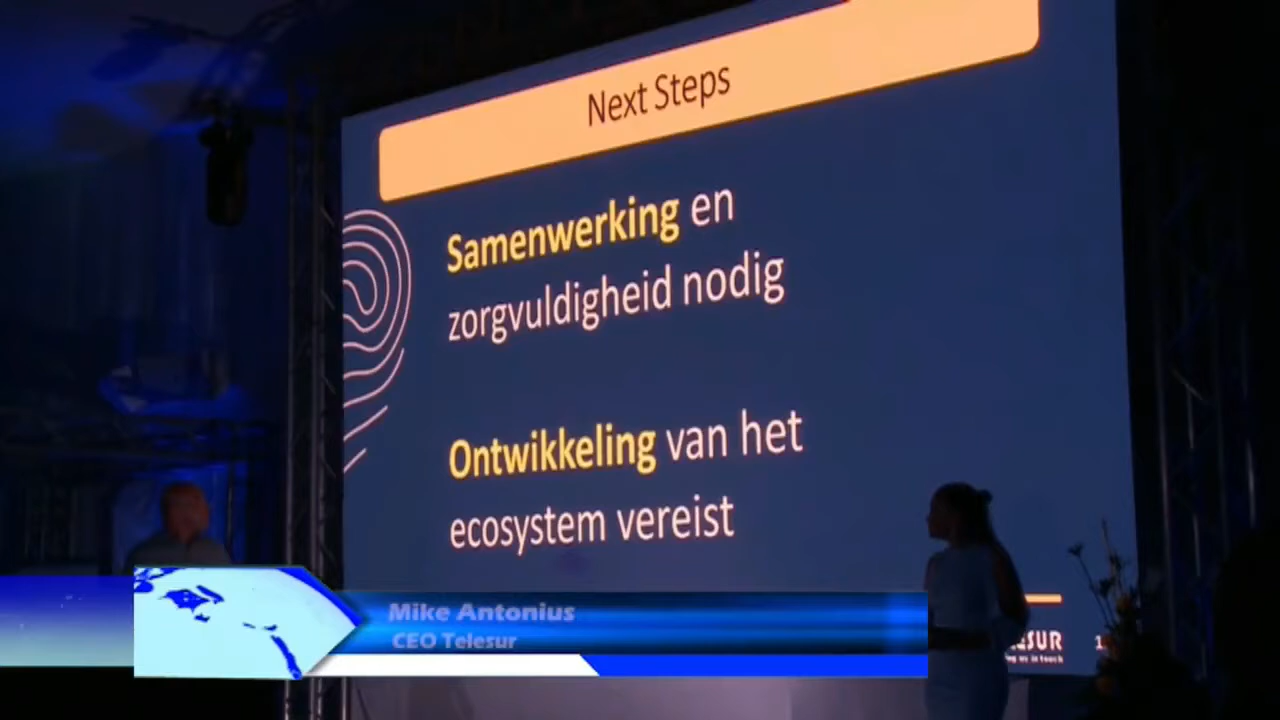 Next Steps
Samenwerking en
zorgvuldigheid nodig
Ontwikkeling van het
ecosystem vereist
Mike Antonius
CEO Telesur